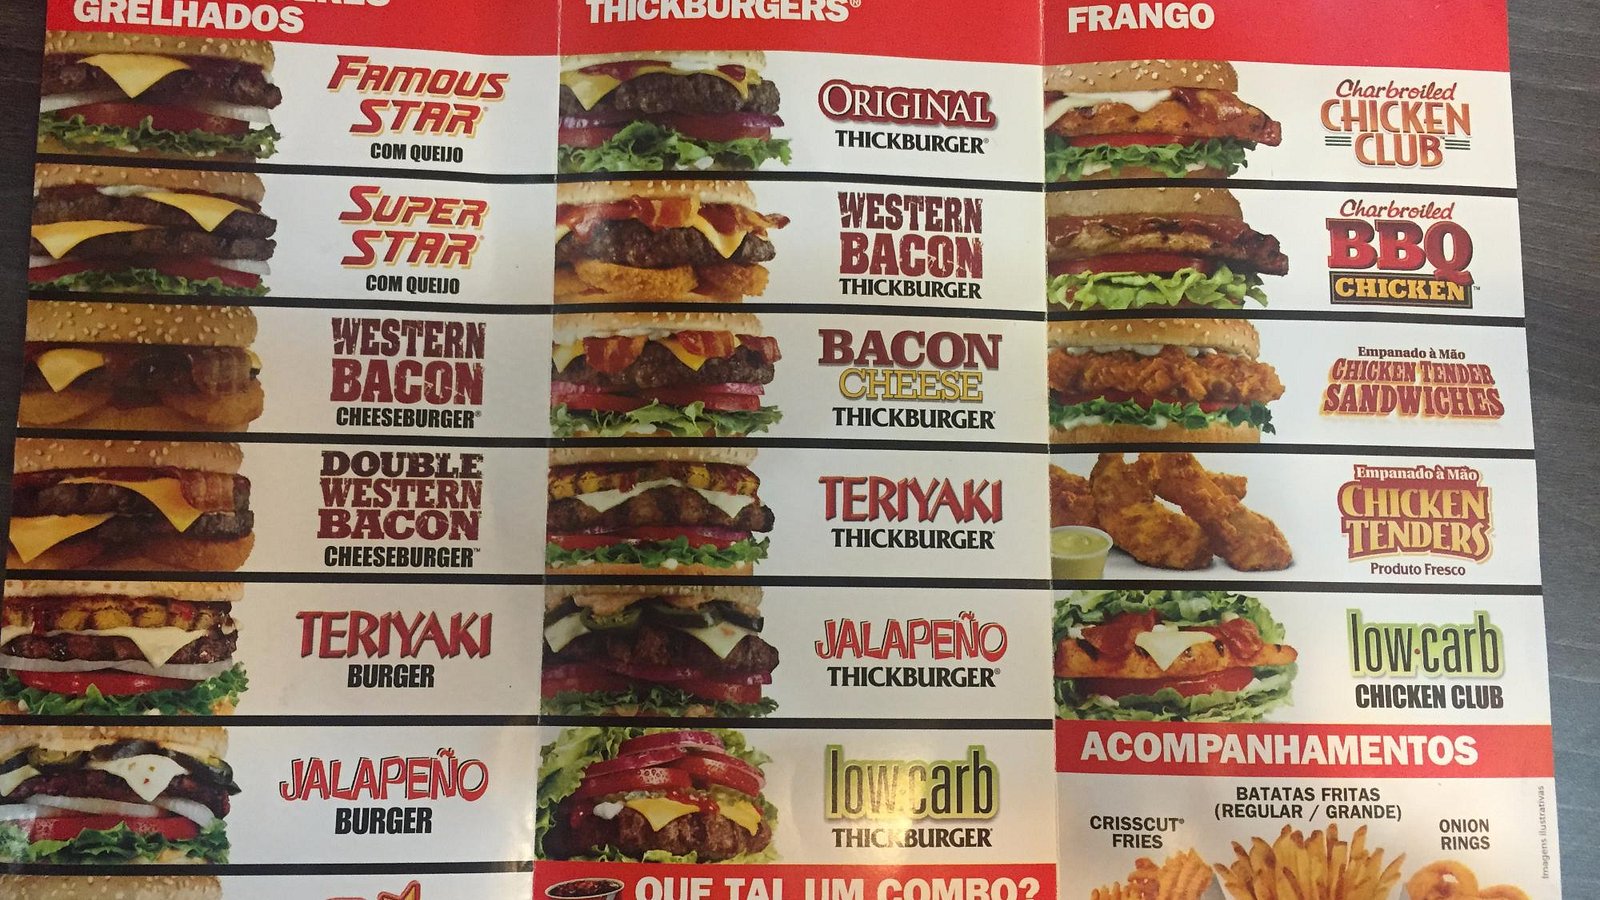 GRELHADOS
FAMOUS
STAR®
COM QUEIJO
SUPER
STAR
COM QUEIJO
WESTERN
BACON
CHEESEBURGER®
DOUBLE
WESTERN
BACON
CHEESEBURGER™
TERIYAKI
BURGER
JALAPEÑO
BURGER
THICKBURGERS®
ORIGINAL
THICKBURGER®
WESTERN
BACON
THICKBURGER
BACON
CHEESE
THICKBURGER®
TERIYAKI
THICKBURGER®
JALAPEÑO
THICKBURGER®
low·carb
THICKBURGER®
QUE TAL UM COMBO?
FRANGO
Charbroiled
CHICKEN
CLUB
Charbroiled
BBQ
CHICKEN™
Empanado à Mão
CHICKEN TENDER
SANDWICHES
Empanado à Mão
CHICKEN
TENDERS
Produto Fresco
low·carb
CHICKEN CLUB
ACOMPANHAMENTOS
BATATAS FRITAS
(REGULAR / GRANDE)
CRISSCUT®
FRIES
ONION
RINGS
Imagens ilustrativas